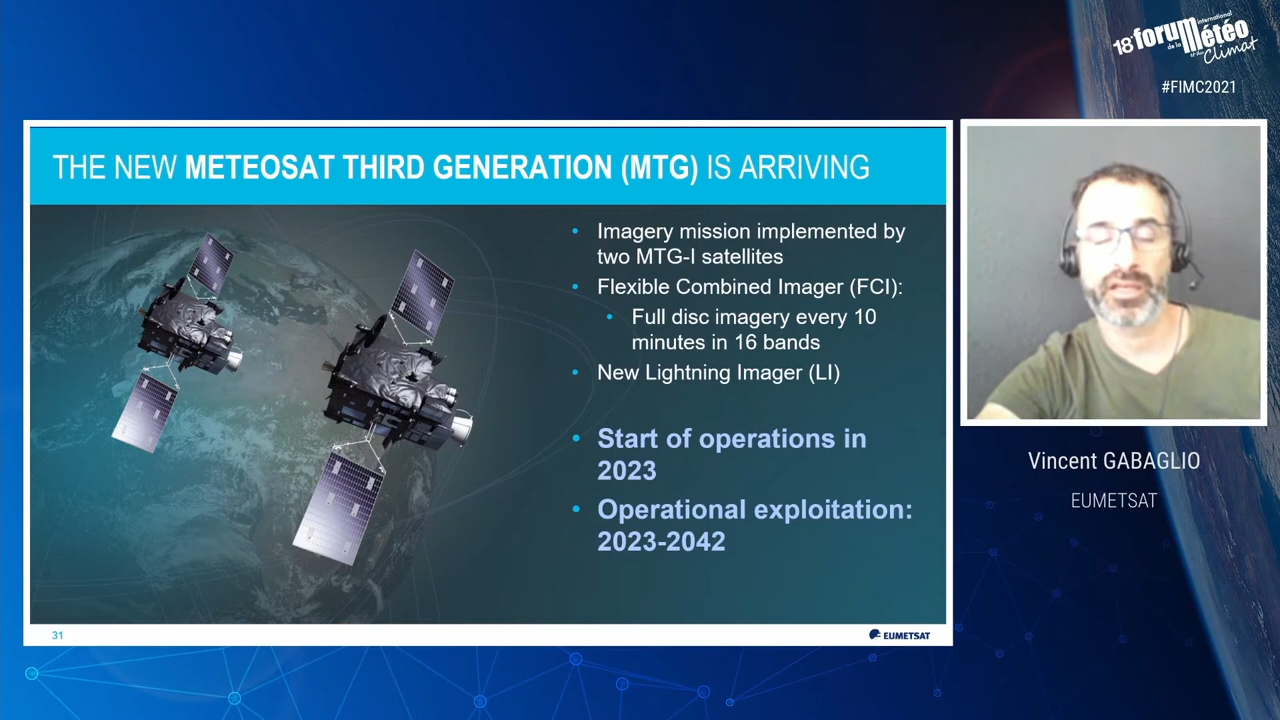 18e forum international
de la météo
et du Climat
#FIMC2021
THE NEW METEOSAT THIRD GENERATION (MTG) IS ARRIVING
• Imagery mission implemented by
two MTG-I satellites
• Flexible Combined Imager (FCI):
• Full disc imagery every 10
minutes in 16 bands
• New Lightning Imager (LI)
• Start of operations in
2023
• Operational exploitation:
2023-2042
31
EUMETSAT
Vincent GABAGLIO
EUMETSAT